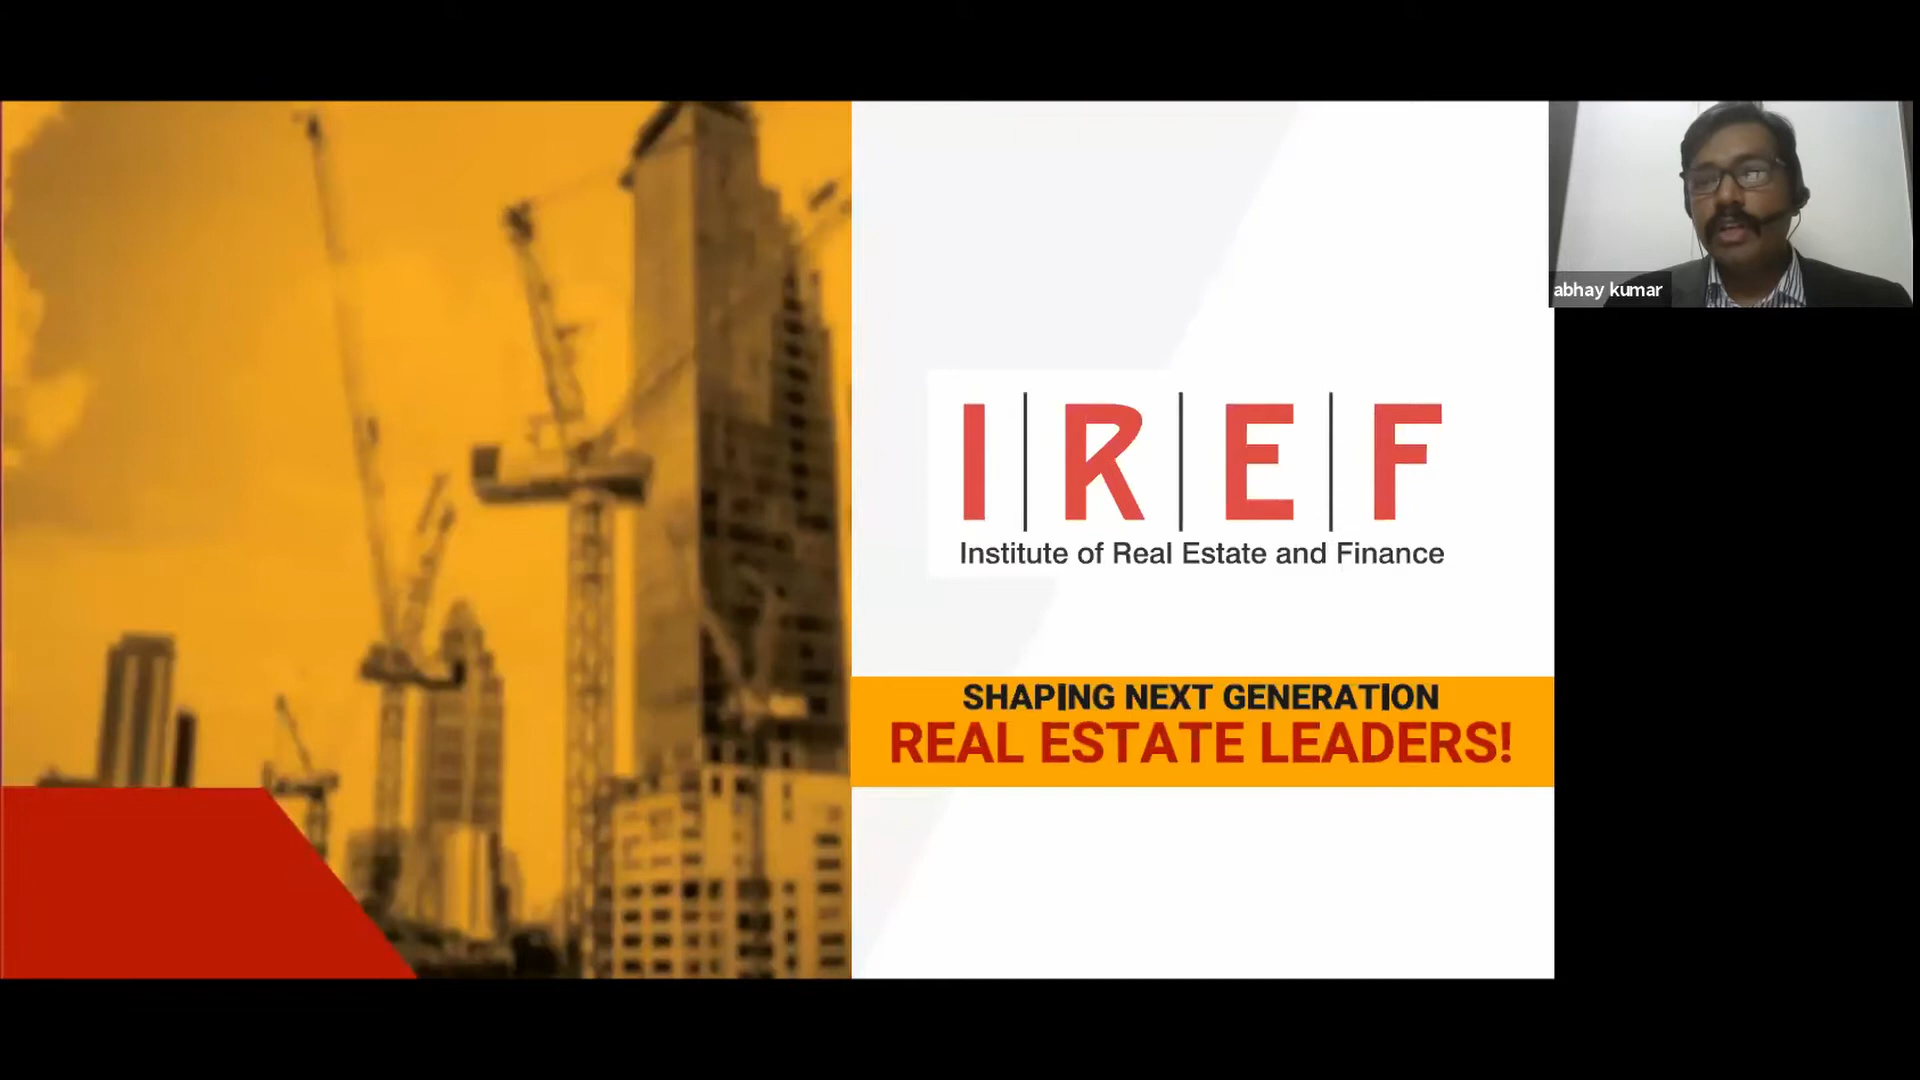 abhay kumar
I R E F
Institute of Real Estate and Finance
SHAPING NEXT GENERATION
REAL ESTATE LEADERS!